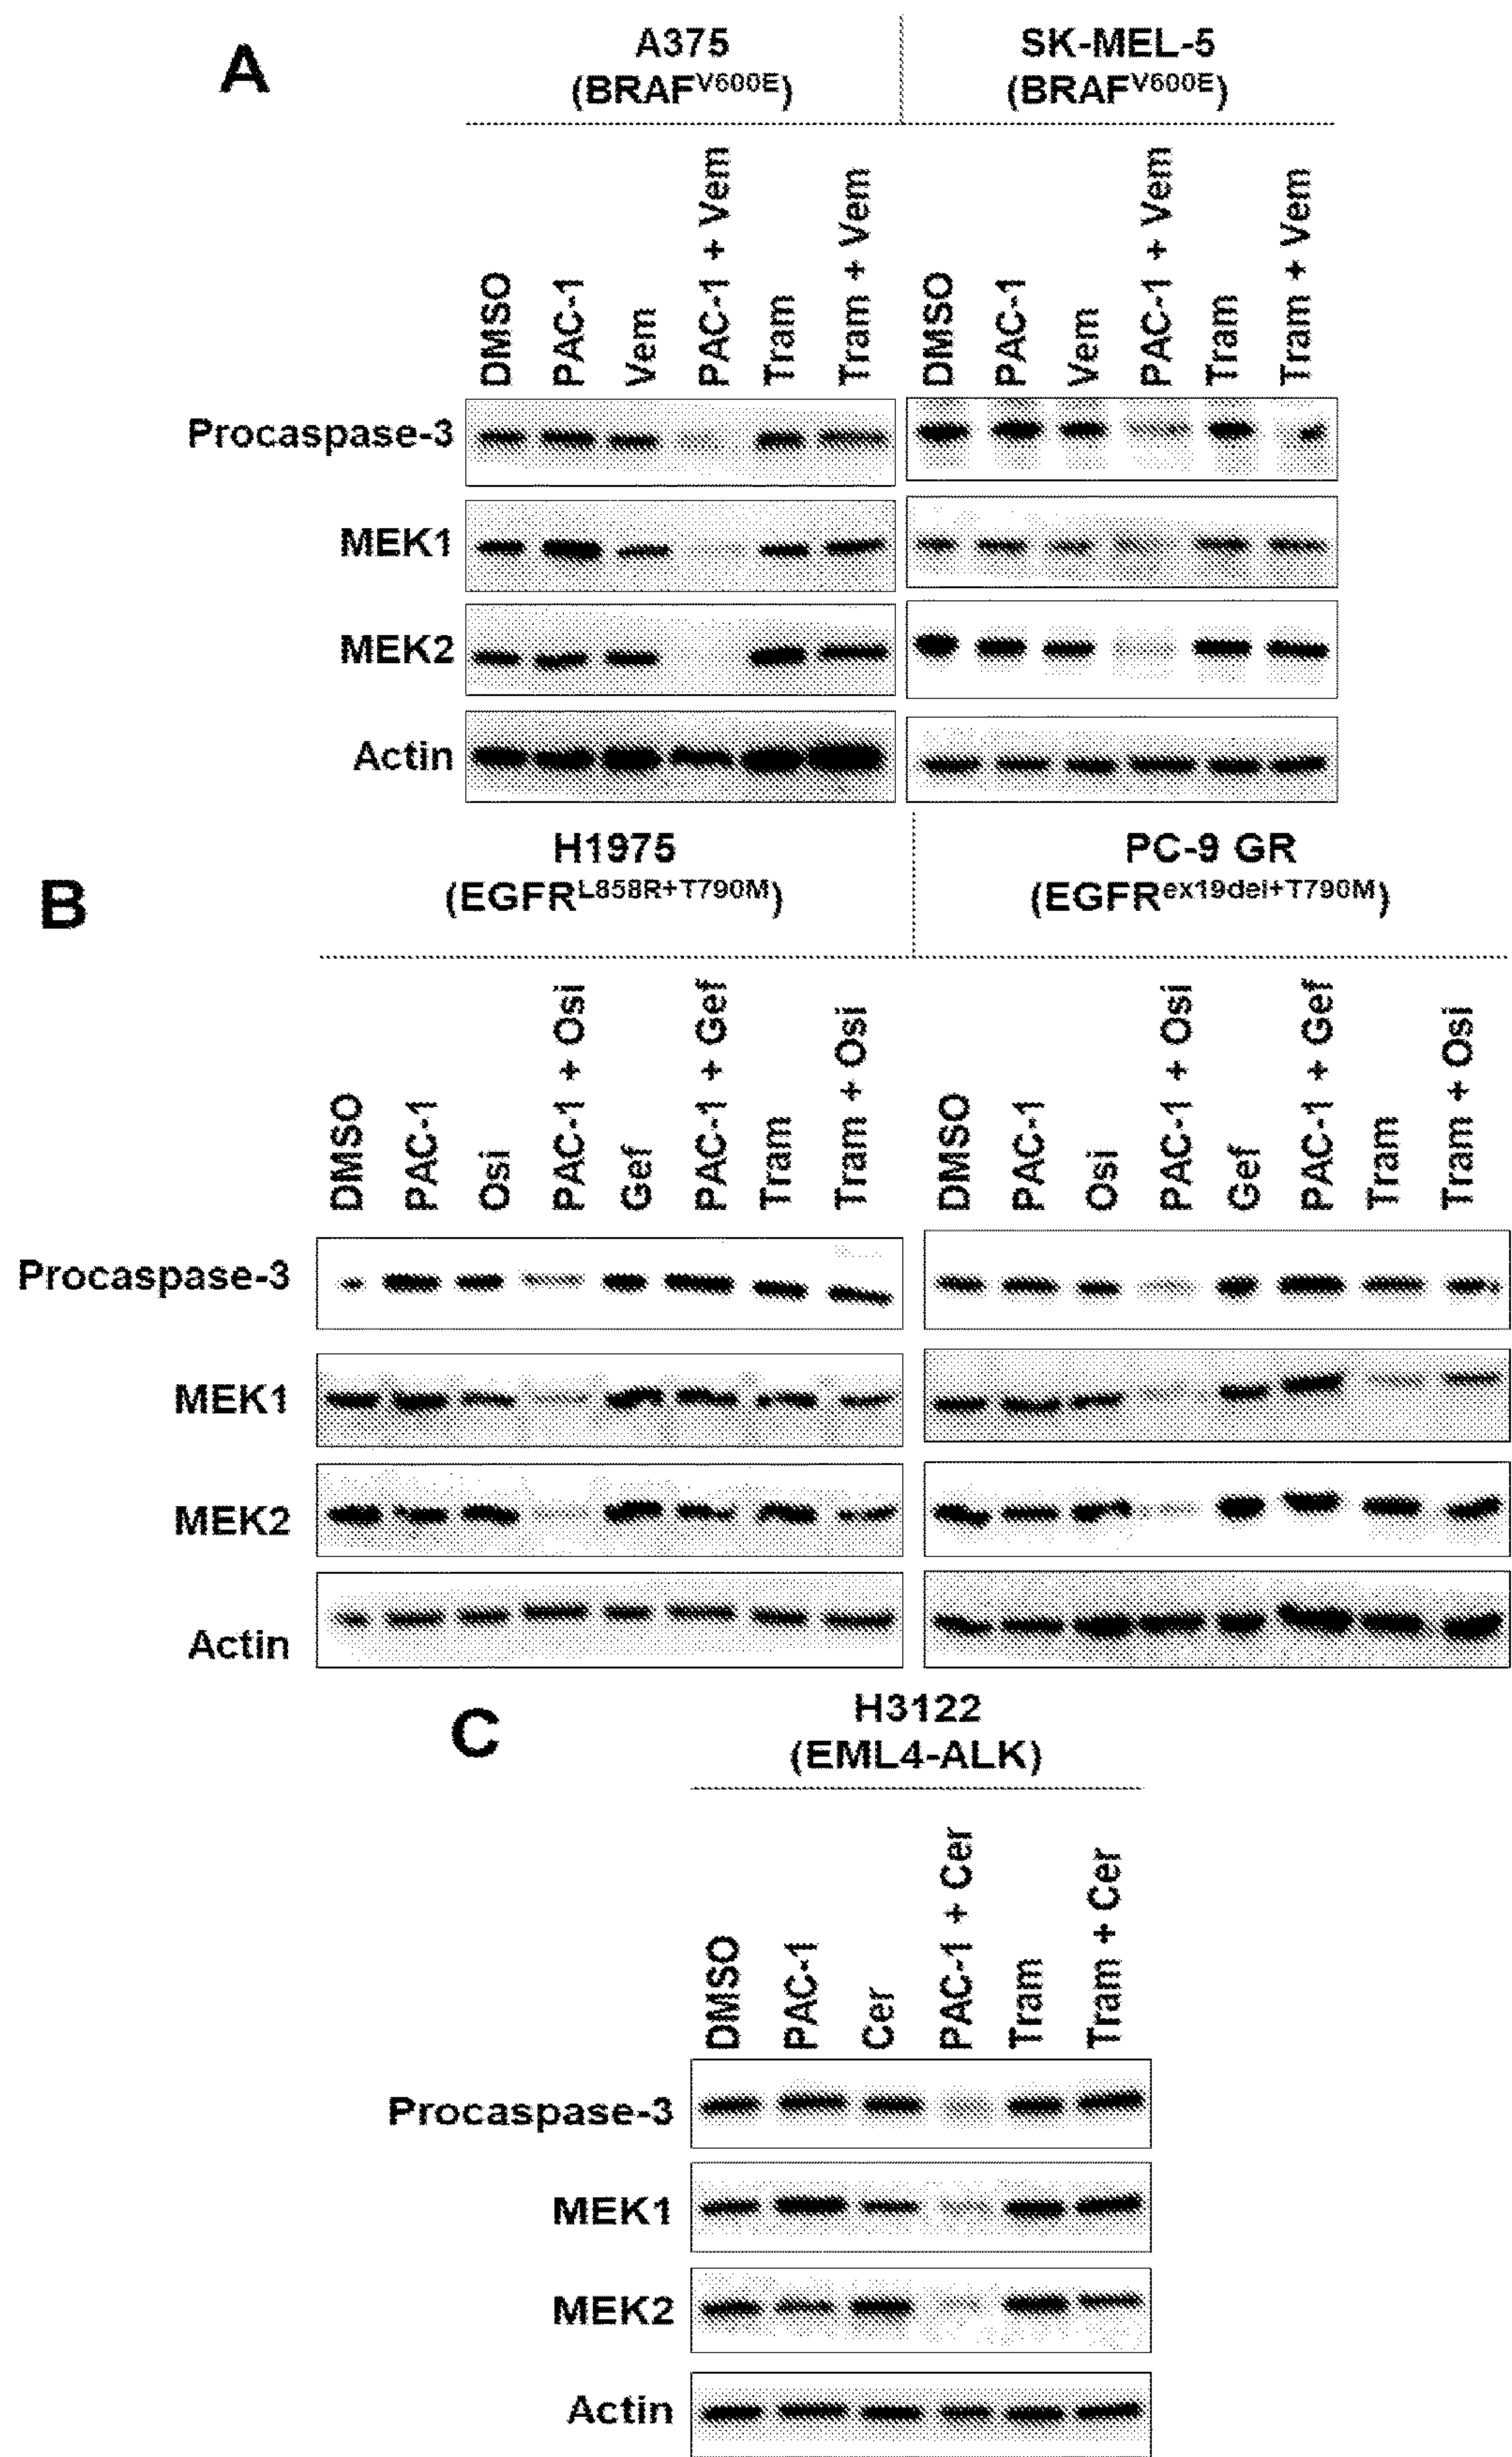 A
A375
(BRAFV600E)
SK-MEL-5
(BRAFV600E)
DMSO
PAC-1
Vem
PAC-1 + Vem
Tram
Tram + Vem
DMSO
PAC-1
Vem
PAC-1 + Vem
Tram
Tram + Vem
Procaspase-3
MEK1
MEK2
Actin
B
H1975
(EGFRL858R+T790M)
PC-9 GR
(EGFRex19del+T790M)
DMSO
PAC-1
Osi
PAC-1 + Osi
Gef
PAC-1 + Gef
Tram
Tram + Osi
DMSO
PAC-1
Osi
PAC-1 + Osi
Gef
PAC-1 + Gef
Tram
Tram + Osi
Procaspase-3
MEK1
MEK2
Actin
C
H3122
(EML4-ALK)
DMSO
PAC-1
Cer
PAC-1 + Cer
Tram
Tram + Cer
Procaspase-3
MEK1
MEK2
Actin